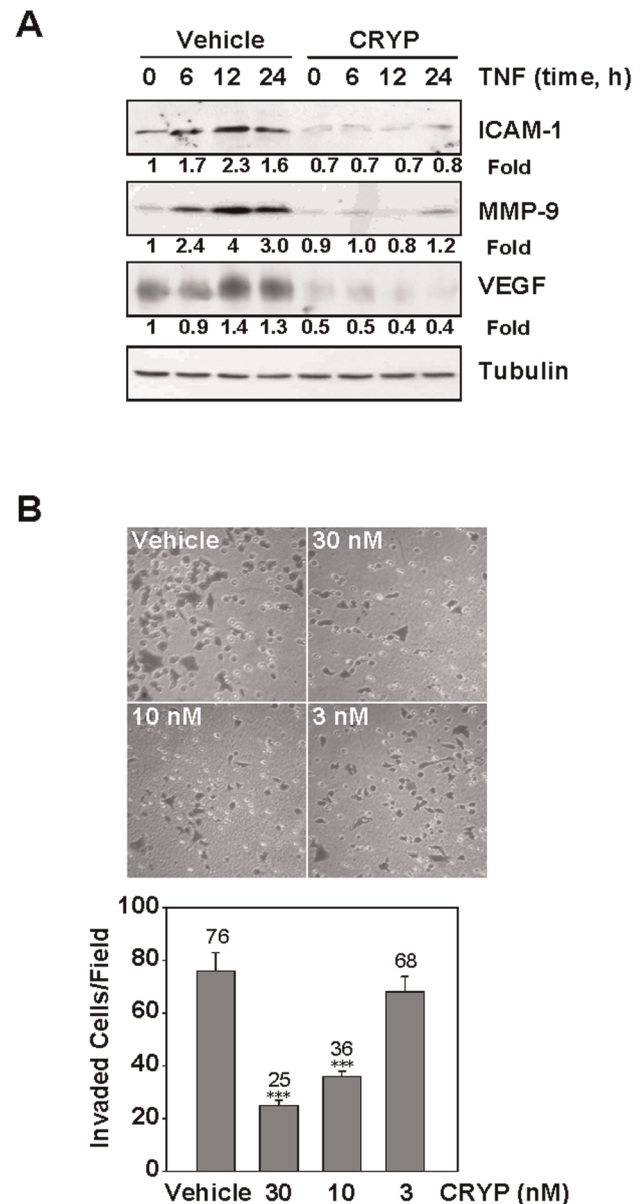 A
Vehicle CRYP
0 6 12 24 0 6 12 24 TNF (time, h)
ICAM-1
1 1.7 2.3 1.6 0.7 0.7 0.7 0.8 Fold
MMP-9
1 2.4 4 3.0 0.9 1.0 0.8 1.2 Fold
VEGF
1 0.9 1.4 1.3 0.5 0.5 0.4 0.4 Fold
Tubulin
B
Vehicle 30 nM
10 nM 3 nM
Invaded Cells/Field
100
80
60
40
20
0
76
25
***
36
***
68
Vehicle 30 10 3 CRYP (nM)